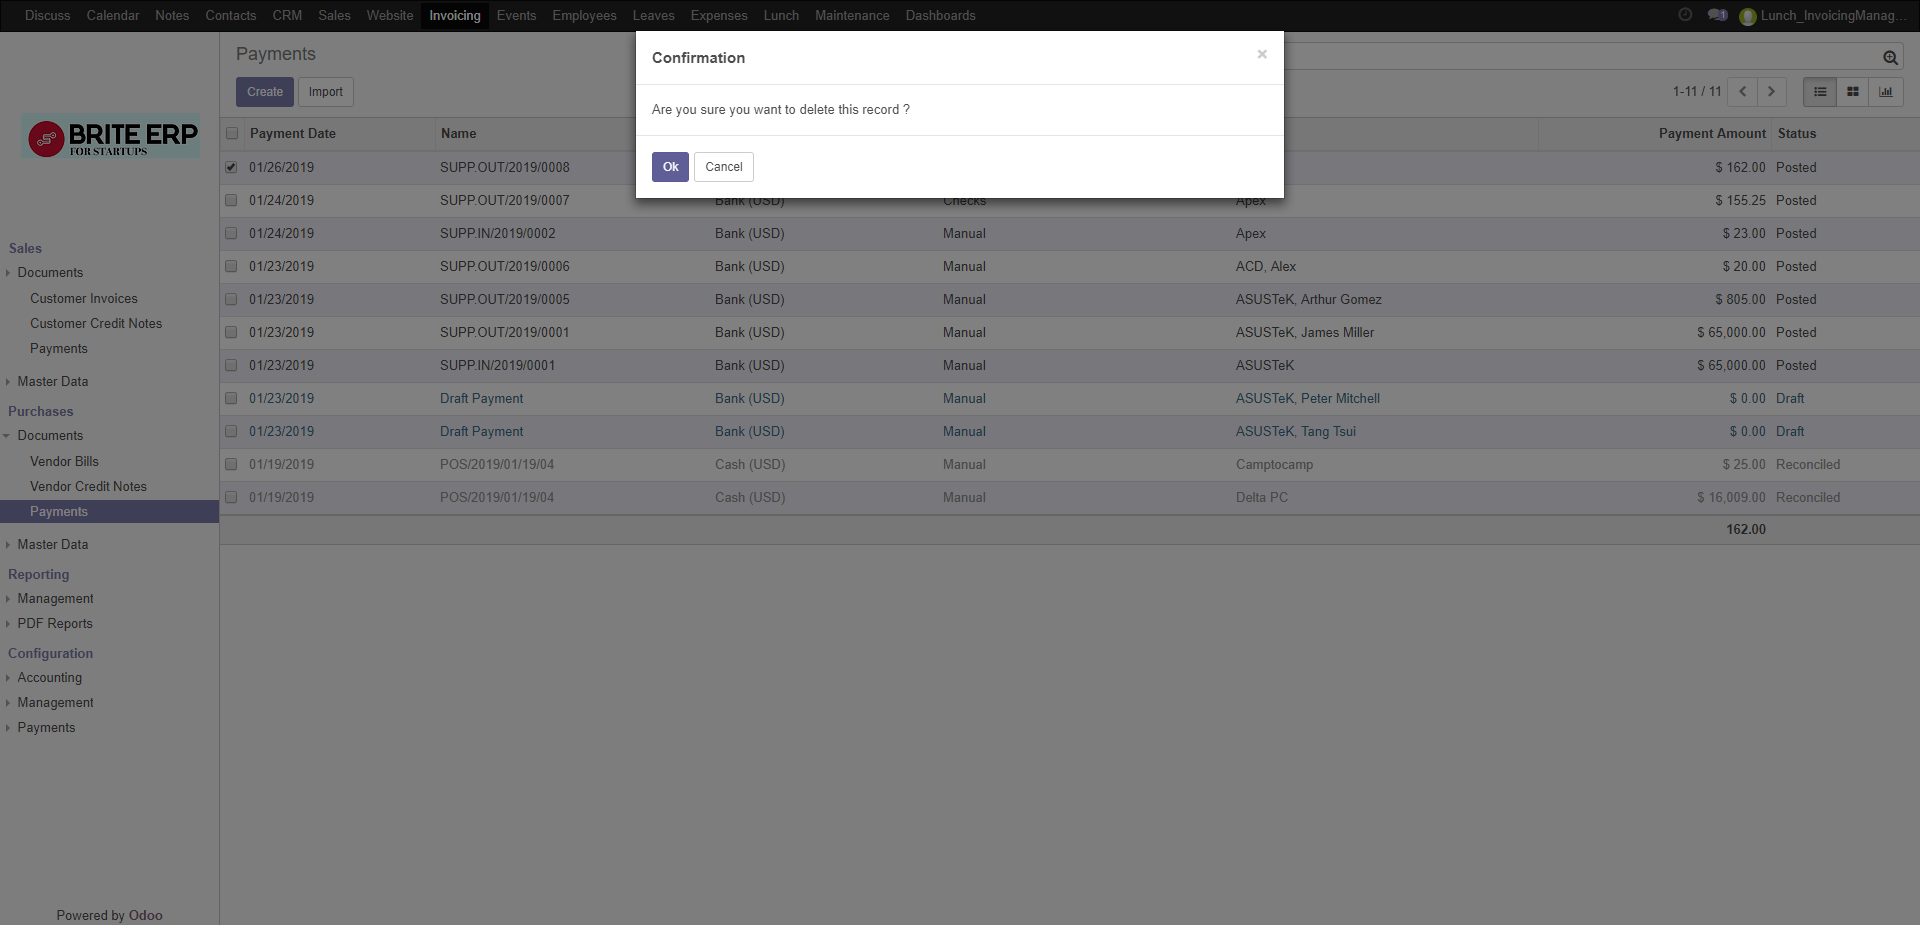 Discuss Calendar Notes Contacts CRM Sales Website Invoicing Events Employees Leaves Expenses Lunch Maintenance Dashboards 1 Lunch_InvoicingManag...
BRITE ERP
FOR STARTUPS
Sales
Documents
Customer Invoices
Customer Credit Notes
Payments
Master Data
Purchases
Documents
Vendor Bills
Vendor Credit Notes
Payments
Master Data
Reporting
Management
PDF Reports
Configuration
Accounting
Management
Payments
Powered by Odoo
Payments
Create Import
1-11 / 11
Confirmation ×
Are you sure you want to delete this record ?
Ok Cancel
Payment Date Name Payment Amount Status
01/26/2019 SUPP.OUT/2019/0008 $ 162.00 Posted
01/24/2019 SUPP.OUT/2019/0007 Bank (USD) Checks Apex $ 155.25 Posted
01/24/2019 SUPP.IN/2019/0002 Bank (USD) Manual Apex $ 23.00 Posted
01/23/2019 SUPP.OUT/2019/0006 Bank (USD) Manual ACD, Alex $ 20.00 Posted
01/23/2019 SUPP.OUT/2019/0005 Bank (USD) Manual ASUSTeK, Arthur Gomez $ 805.00 Posted
01/23/2019 SUPP.OUT/2019/0001 Bank (USD) Manual ASUSTeK, James Miller $ 65,000.00 Posted
01/23/2019 SUPP.IN/2019/0001 Bank (USD) Manual ASUSTeK $ 65,000.00 Posted
01/23/2019 Draft Payment Bank (USD) Manual ASUSTeK, Peter Mitchell $ 0.00 Draft
01/23/2019 Draft Payment Bank (USD) Manual ASUSTeK, Tang Tsui $ 0.00 Draft
01/19/2019 POS/2019/01/19/04 Cash (USD) Manual Camptocamp $ 25.00 Reconciled
01/19/2019 POS/2019/01/19/04 Cash (USD) Manual Delta PC $ 16,009.00 Reconciled
162.00